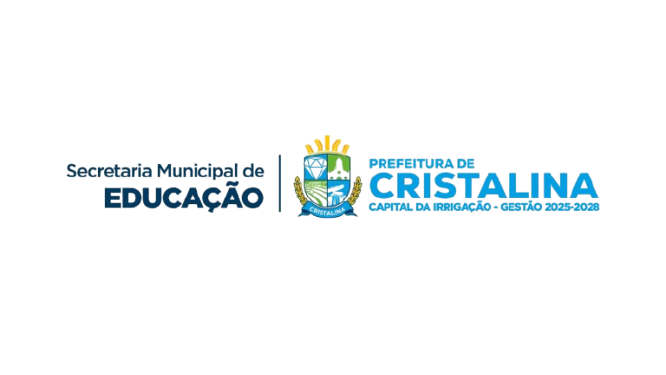 Secretaria Municipal de
EDUCAÇÃO
CRISTALINA
PREFEITURA DE
CRISTALINA
CAPITAL DA IRRIGAÇÃO - GESTÃO 2025-2028